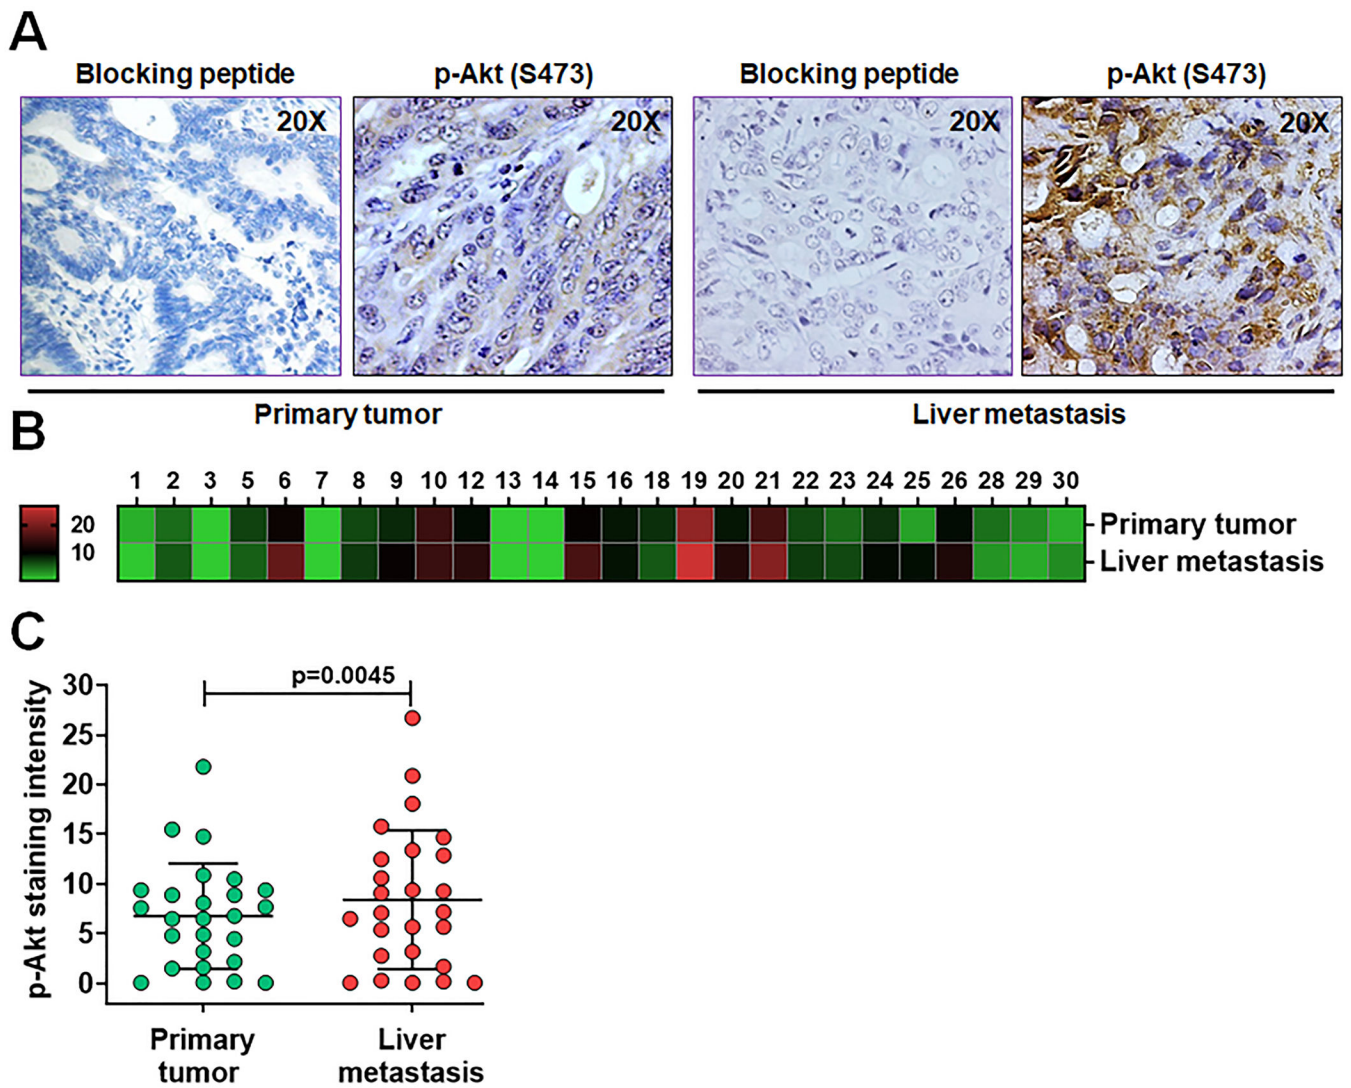 A
Blocking peptide p-Akt (S473) Blocking peptide p-Akt (S473)
20X 20X 20X 20X
Primary tumor Liver metastasis
B
1 2 3 5 6 7 8 9 10 12 13 14 15 16 18 19 20 21 22 23 24 25 26 28 29 30
20 Primary tumor
10 Liver metastasis
C
p=0.0045
30
25
20
15
10
5
0
p-Akt staining intensity
Primary tumor
Liver metastasis